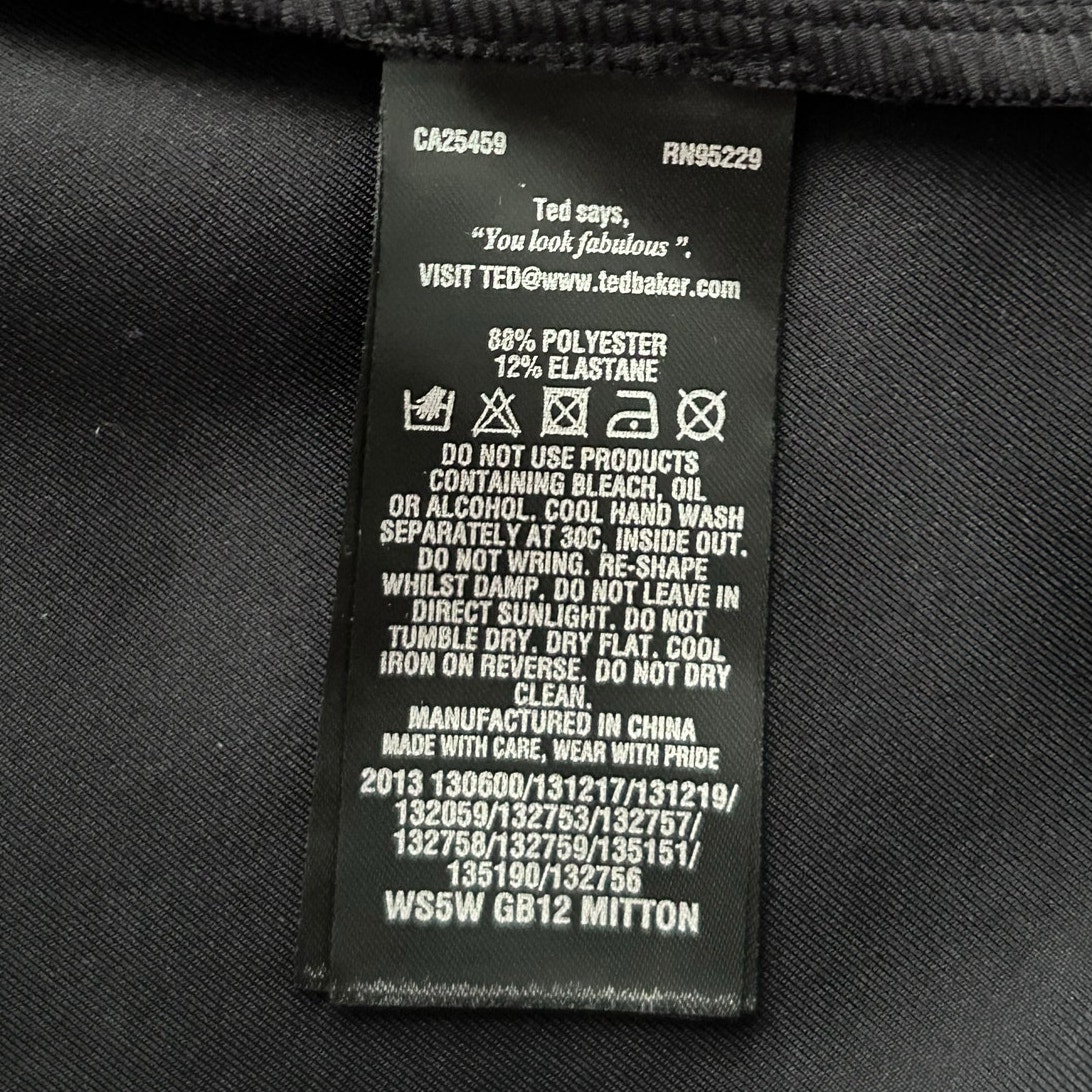 CA25459 RN95229
Ted says,
“You look fabulous”.
VISIT TED@www.tedbaker.com
88% POLYESTER
12% ELASTANE
DO NOT USE PRODUCTS
CONTAINING BLEACH, OIL
OR ALCOHOL. COOL HAND WASH
SEPARATELY AT 30C, INSIDE OUT.
DO NOT WRING. RE-SHAPE
WHILST DAMP. DO NOT LEAVE IN
DIRECT SUNLIGHT. DO NOT
TUMBLE DRY. DRY FLAT. COOL
IRON ON REVERSE. DO NOT DRY
CLEAN.
MANUFACTURED IN CHINA
MADE WITH CARE, WEAR WITH PRIDE
2013 130600/131217/131219/
132059/132753/132757/
132758/132759/135151/
135190/132756
WS5W GB12 MITTON